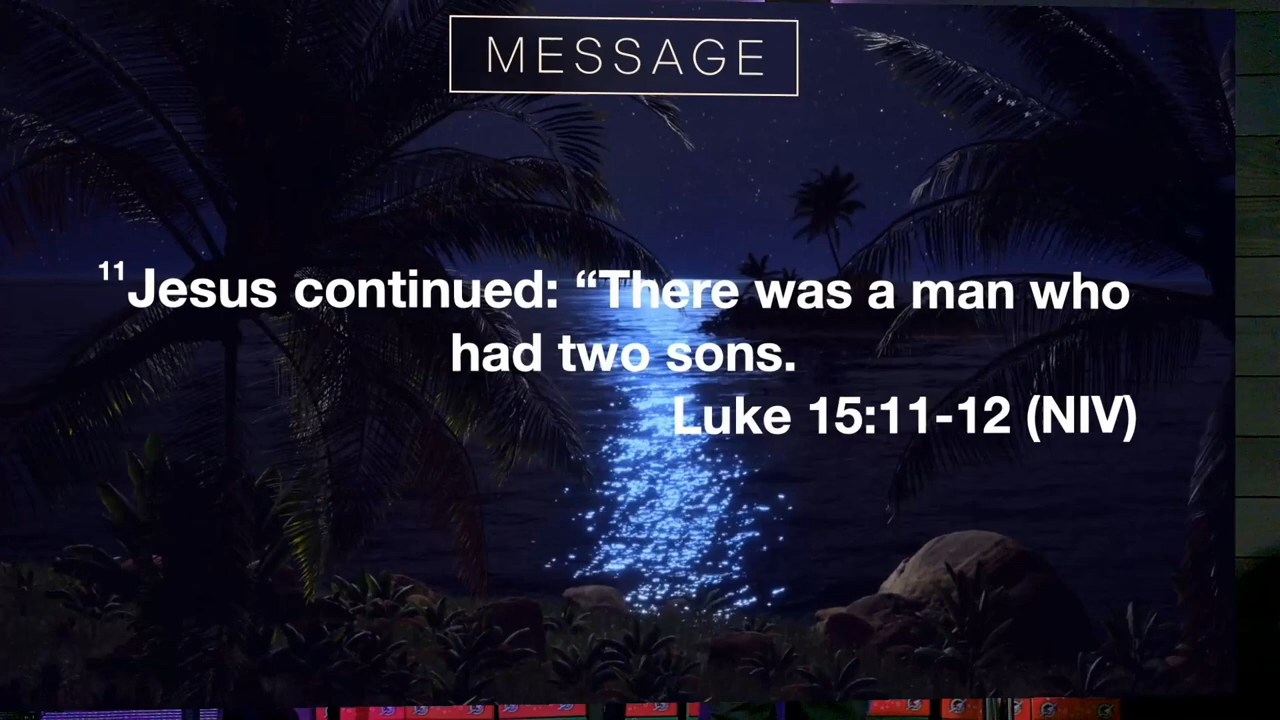 MESSAGE
¹¹Jesus continued: “There was a man who
had two sons.
Luke 15:11-12 (NIV)